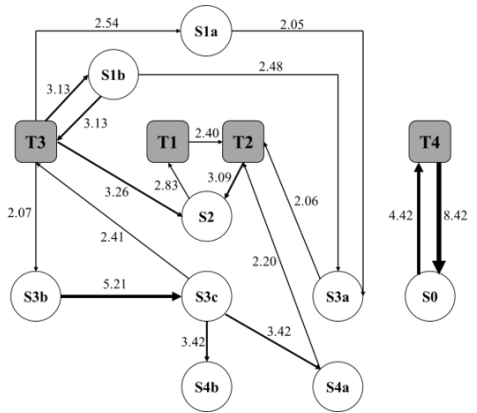 2.54
S1a
2.05
S1b
2.48
3.13
3.13
T3
T1
2.40
T2
T4
3.26
2.83
3.09
2.06
4.42
8.42
S2
2.07
2.41
2.20
S3b
5.21
S3c
S3a
S0
3.42
3.42
S4b
S4a